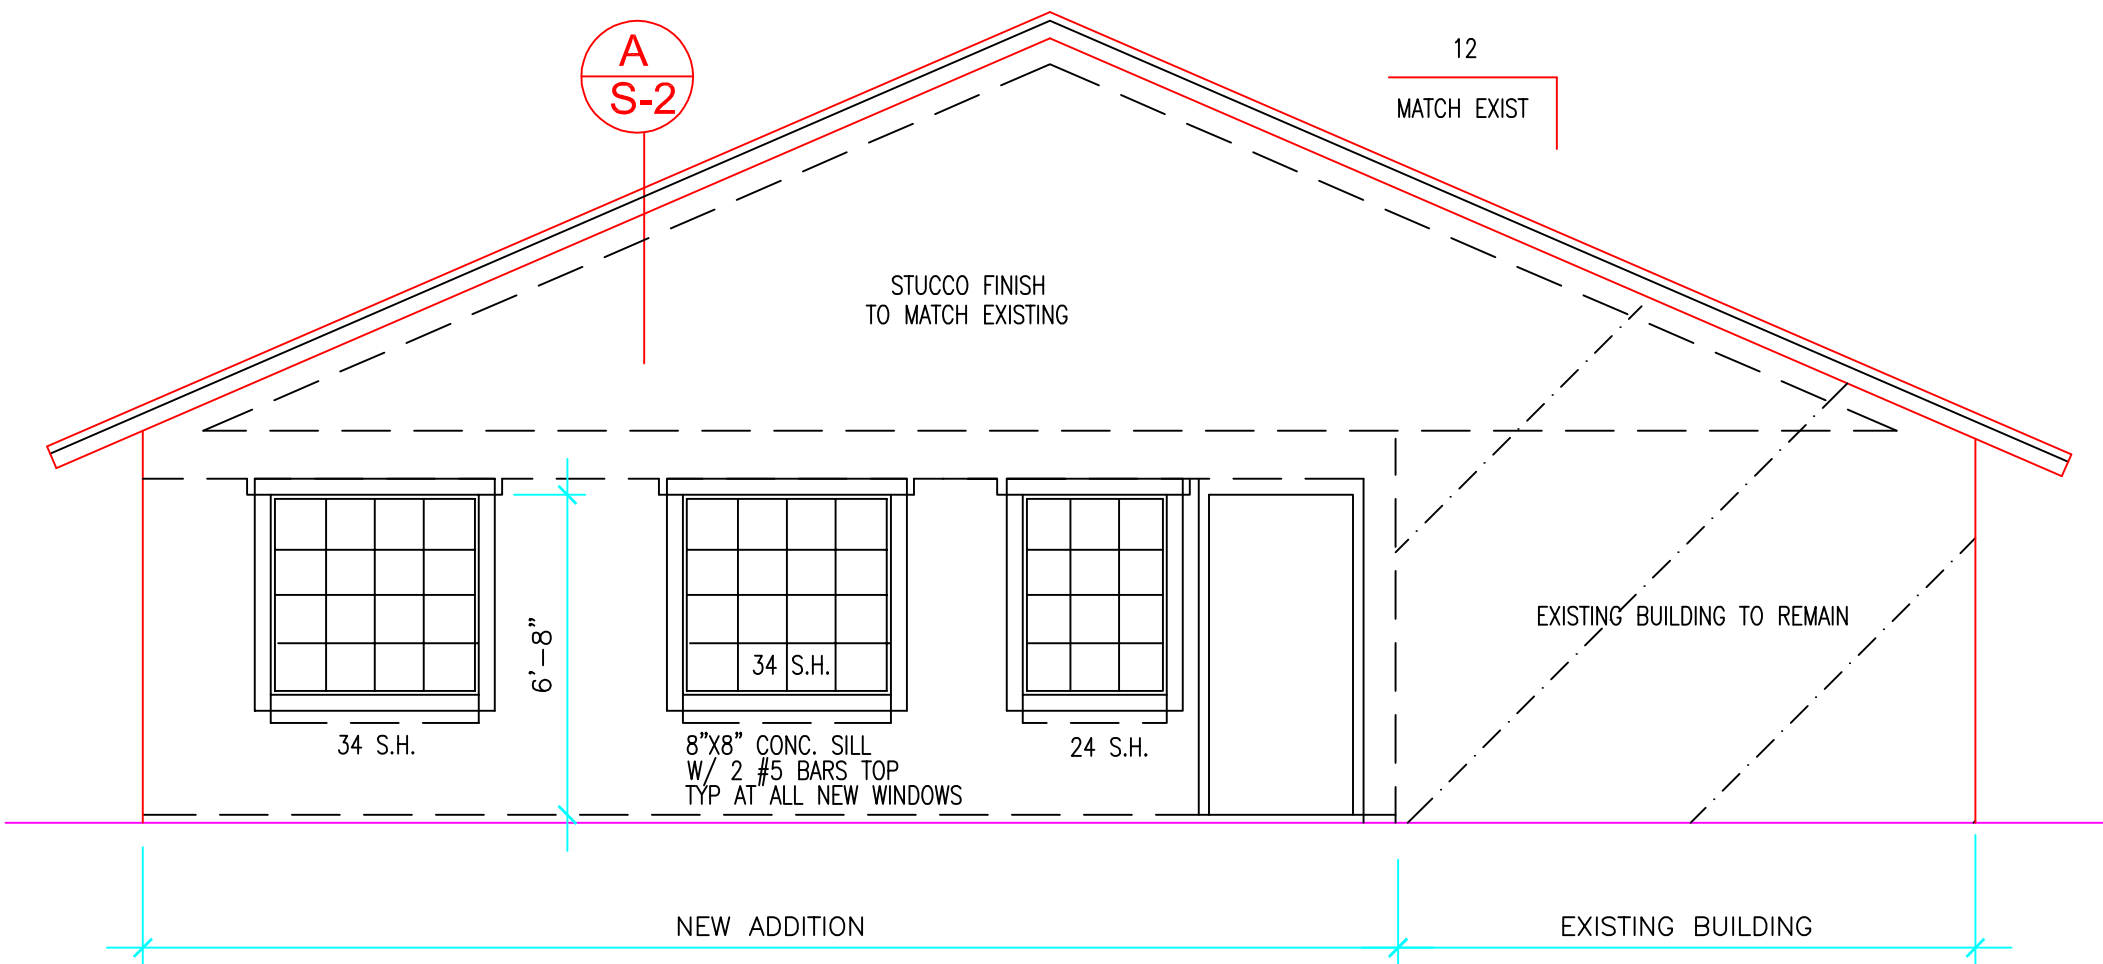 A
S-2
12
MATCH EXIST
STUCCO FINISH
TO MATCH EXISTING
EXISTING BUILDING TO REMAIN
6'-8"
34 S.H.
34 S.H.
8"X8" CONC. SILL
W/ 2 #5 BARS TOP
TYP AT ALL NEW WINDOWS
24 S.H.
NEW ADDITION
EXISTING BUILDING